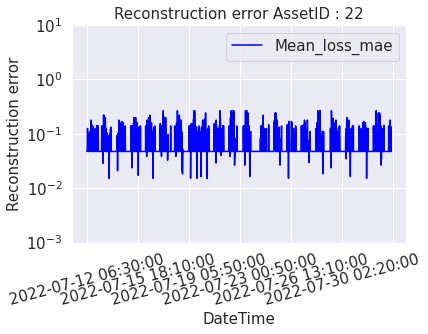 Reconstruction error AssetID : 22
10¹
10⁰
10⁻¹
10⁻²
10⁻³
Reconstruction error
Mean_loss_mae
2022-07-12 06:30:00
2022-07-15 18:10:00
2022-07-19 05:50:00
2022-07-23 00:50:00
2022-07-26 13:10:00
2022-07-30 02:20:00
DateTime